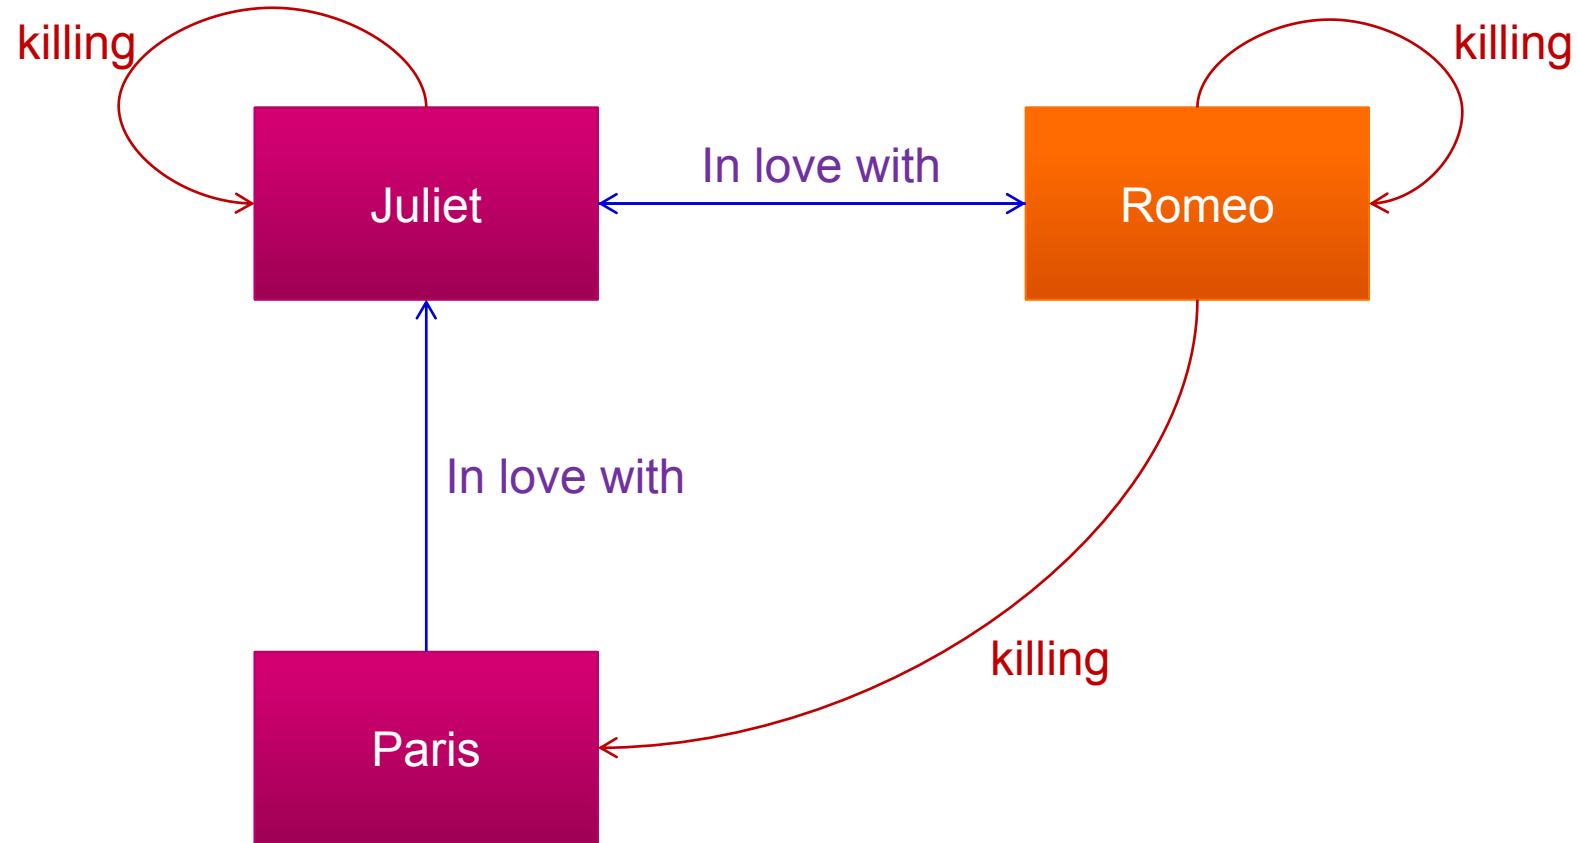 killing
killing
In love with
Juliet
Romeo
In love with
killing
Paris